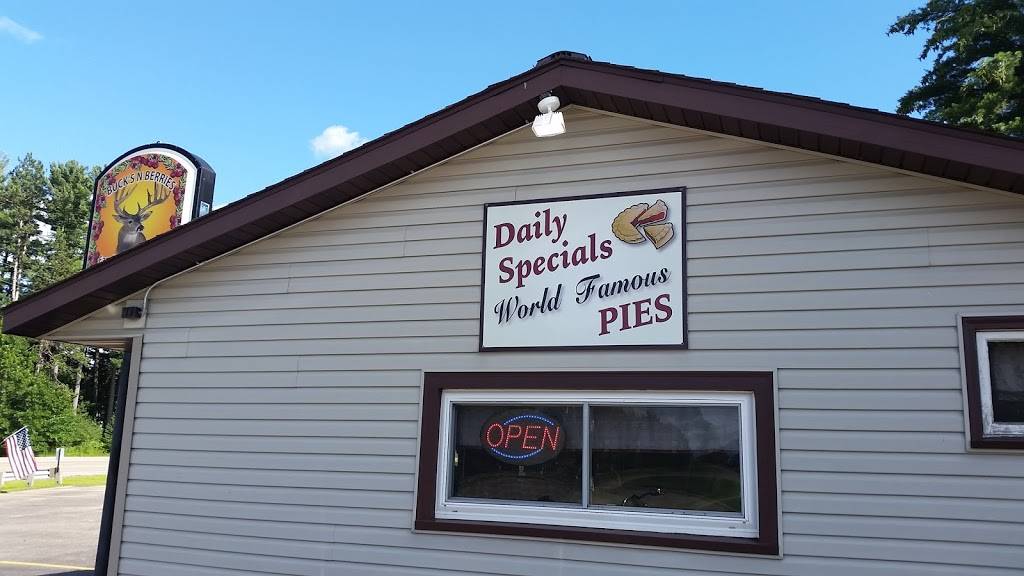 BUCK'S N BERRIES
Daily
Specials
World Famous
PIES
OPEN